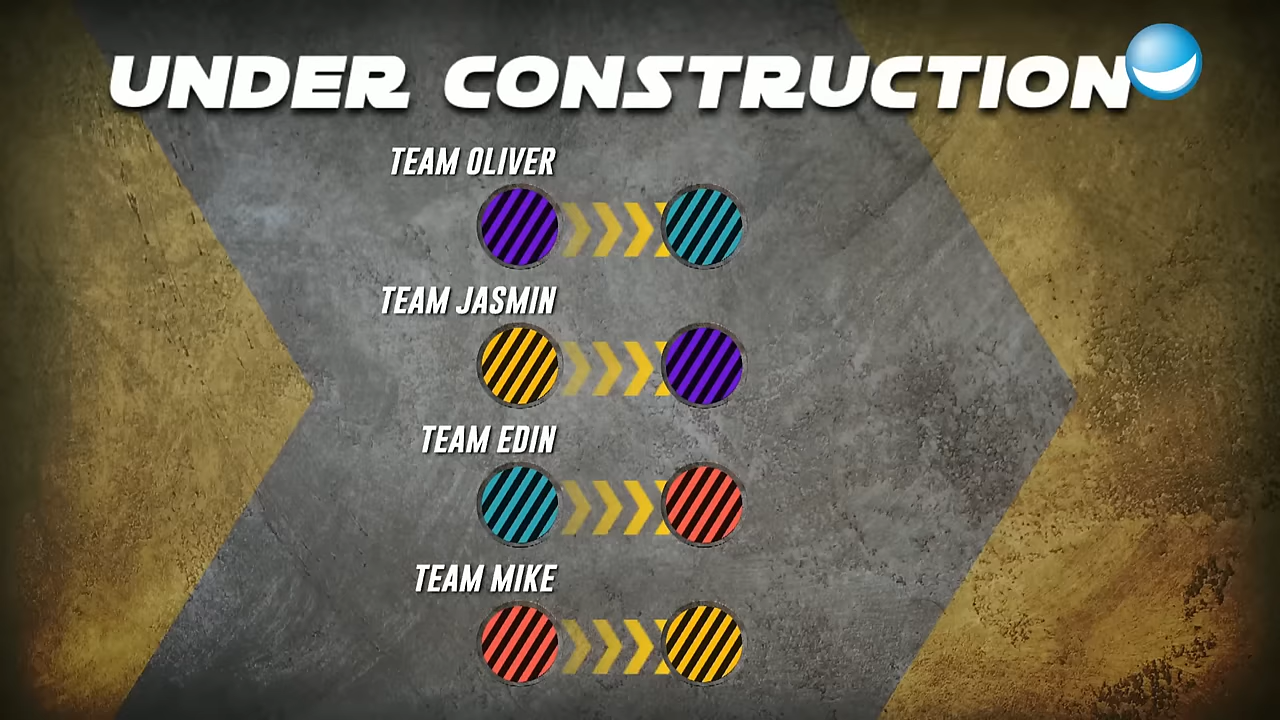 UNDER CONSTRUCTION
TEAM OLIVER
TEAM JASMIN
TEAM EDIN
TEAM MIKE